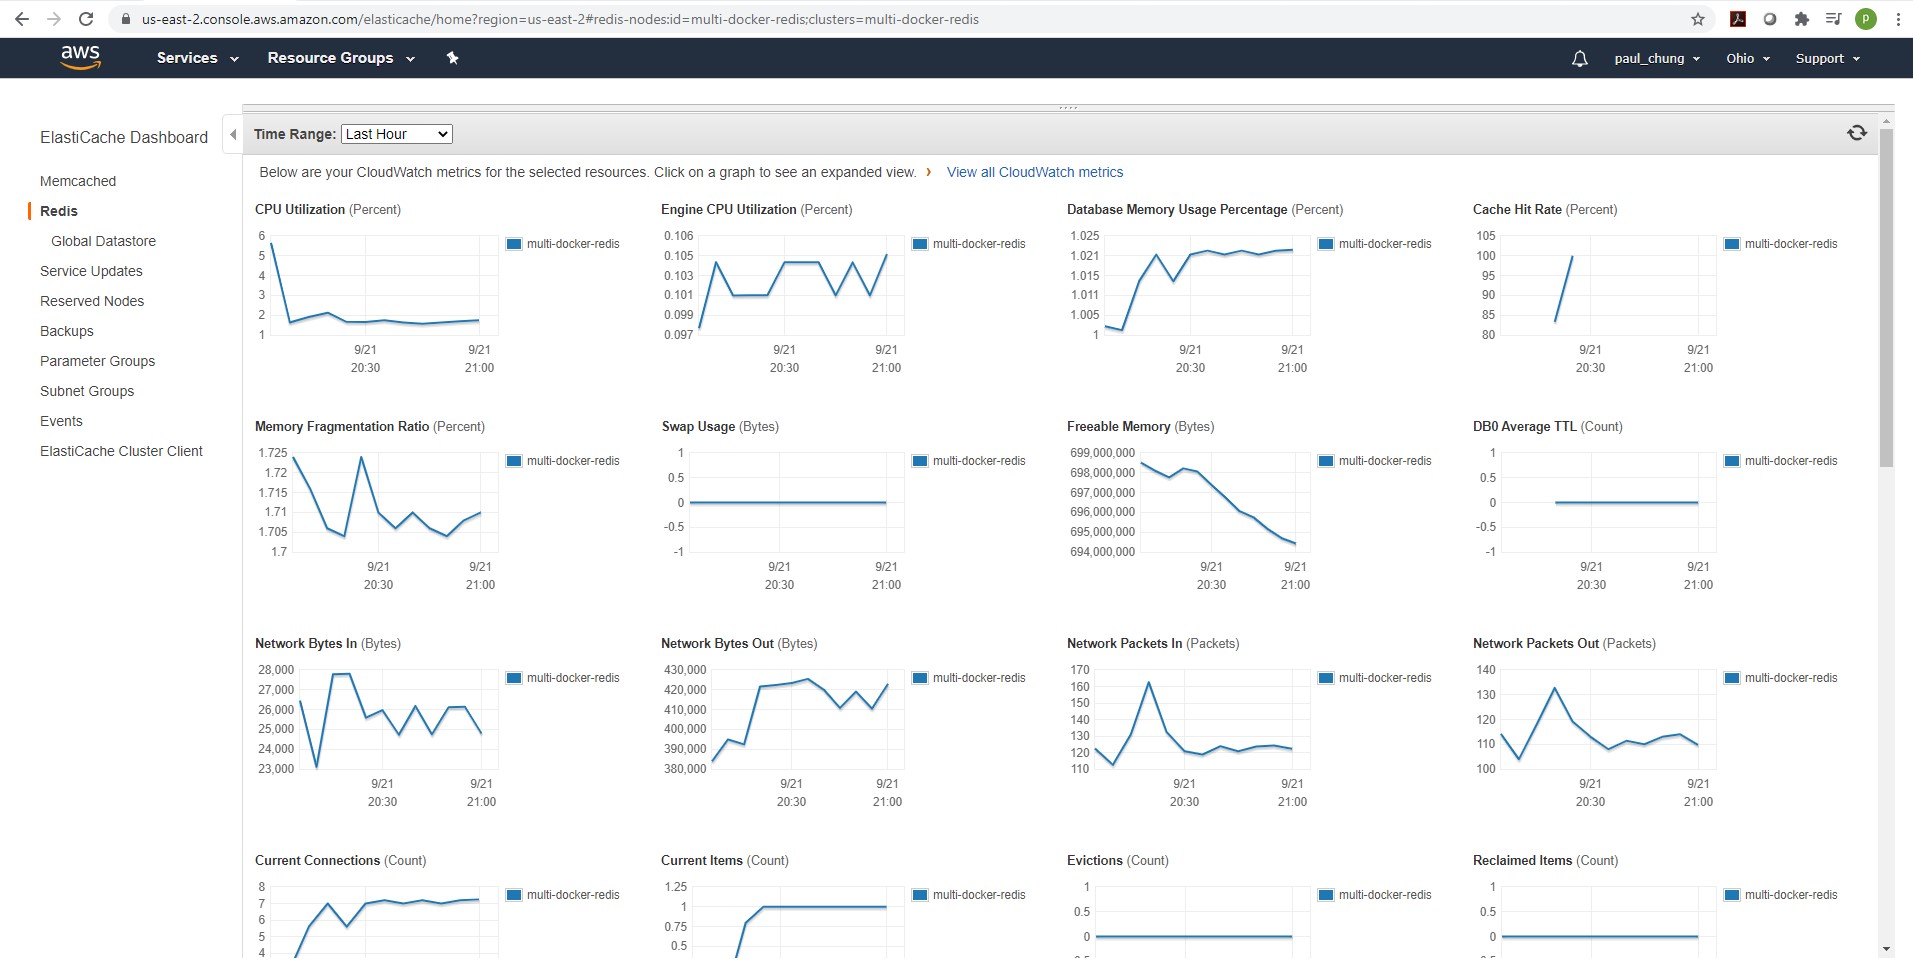 us-east-2.console.aws.amazon.com/elasticache/home?region=us-east-2#redis-nodes:id=multi-docker-redis;clusters=multi-docker-redis
P
aws
Services
Resource Groups
paul_chung
Ohio
Support
ElastiCache Dashboard
Memcached
Redis
Global Datastore
Service Updates
Reserved Nodes
Backups
Parameter Groups
Subnet Groups
Events
ElastiCache Cluster Client
Time Range: Last Hour
Below are your CloudWatch metrics for the selected resources. Click on a graph to see an expanded view. › View all CloudWatch metrics
CPU Utilization (Percent)
6
5
4
3
2
1
9/21 9/21
20:30 21:00
multi-docker-redis
Engine CPU Utilization (Percent)
0.106
0.105
0.103
0.101
0.099
0.097
9/21 9/21
20:30 21:00
multi-docker-redis
Database Memory Usage Percentage (Percent)
1.025
1.021
1.015
1.011
1.005
1
9/21 9/21
20:30 21:00
multi-docker-redis
Cache Hit Rate (Percent)
105
100
95
90
85
80
9/21 9/21
20:30 21:00
multi-docker-redis
Memory Fragmentation Ratio (Percent)
1.725
1.72
1.715
1.71
1.705
1.7
9/21 9/21
20:30 21:00
multi-docker-redis
Swap Usage (Bytes)
1
0.5
0
-0.5
-1
9/21 9/21
20:30 21:00
multi-docker-redis
Freeable Memory (Bytes)
699,000,000
698,000,000
697,000,000
696,000,000
695,000,000
694,000,000
9/21 9/21
20:30 21:00
multi-docker-redis
DB0 Average TTL (Count)
1
0.5
0
-0.5
-1
9/21 9/21
20:30 21:00
multi-docker-redis
Network Bytes In (Bytes)
28,000
27,000
26,000
25,000
24,000
23,000
9/21 9/21
20:30 21:00
multi-docker-redis
Network Bytes Out (Bytes)
430,000
420,000
410,000
400,000
390,000
380,000
9/21 9/21
20:30 21:00
multi-docker-redis
Network Packets In (Packets)
170
160
150
140
130
120
110
9/21 9/21
20:30 21:00
multi-docker-redis
Network Packets Out (Packets)
140
130
120
110
100
9/21 9/21
20:30 21:00
multi-docker-redis
Current Connections (Count)
8
7
6
5
4
multi-docker-redis
Current Items (Count)
1.25
1
0.75
0.5
multi-docker-redis
Evictions (Count)
1
0.5
0
multi-docker-redis
Reclaimed Items (Count)
1
0.5
0
multi-docker-redis